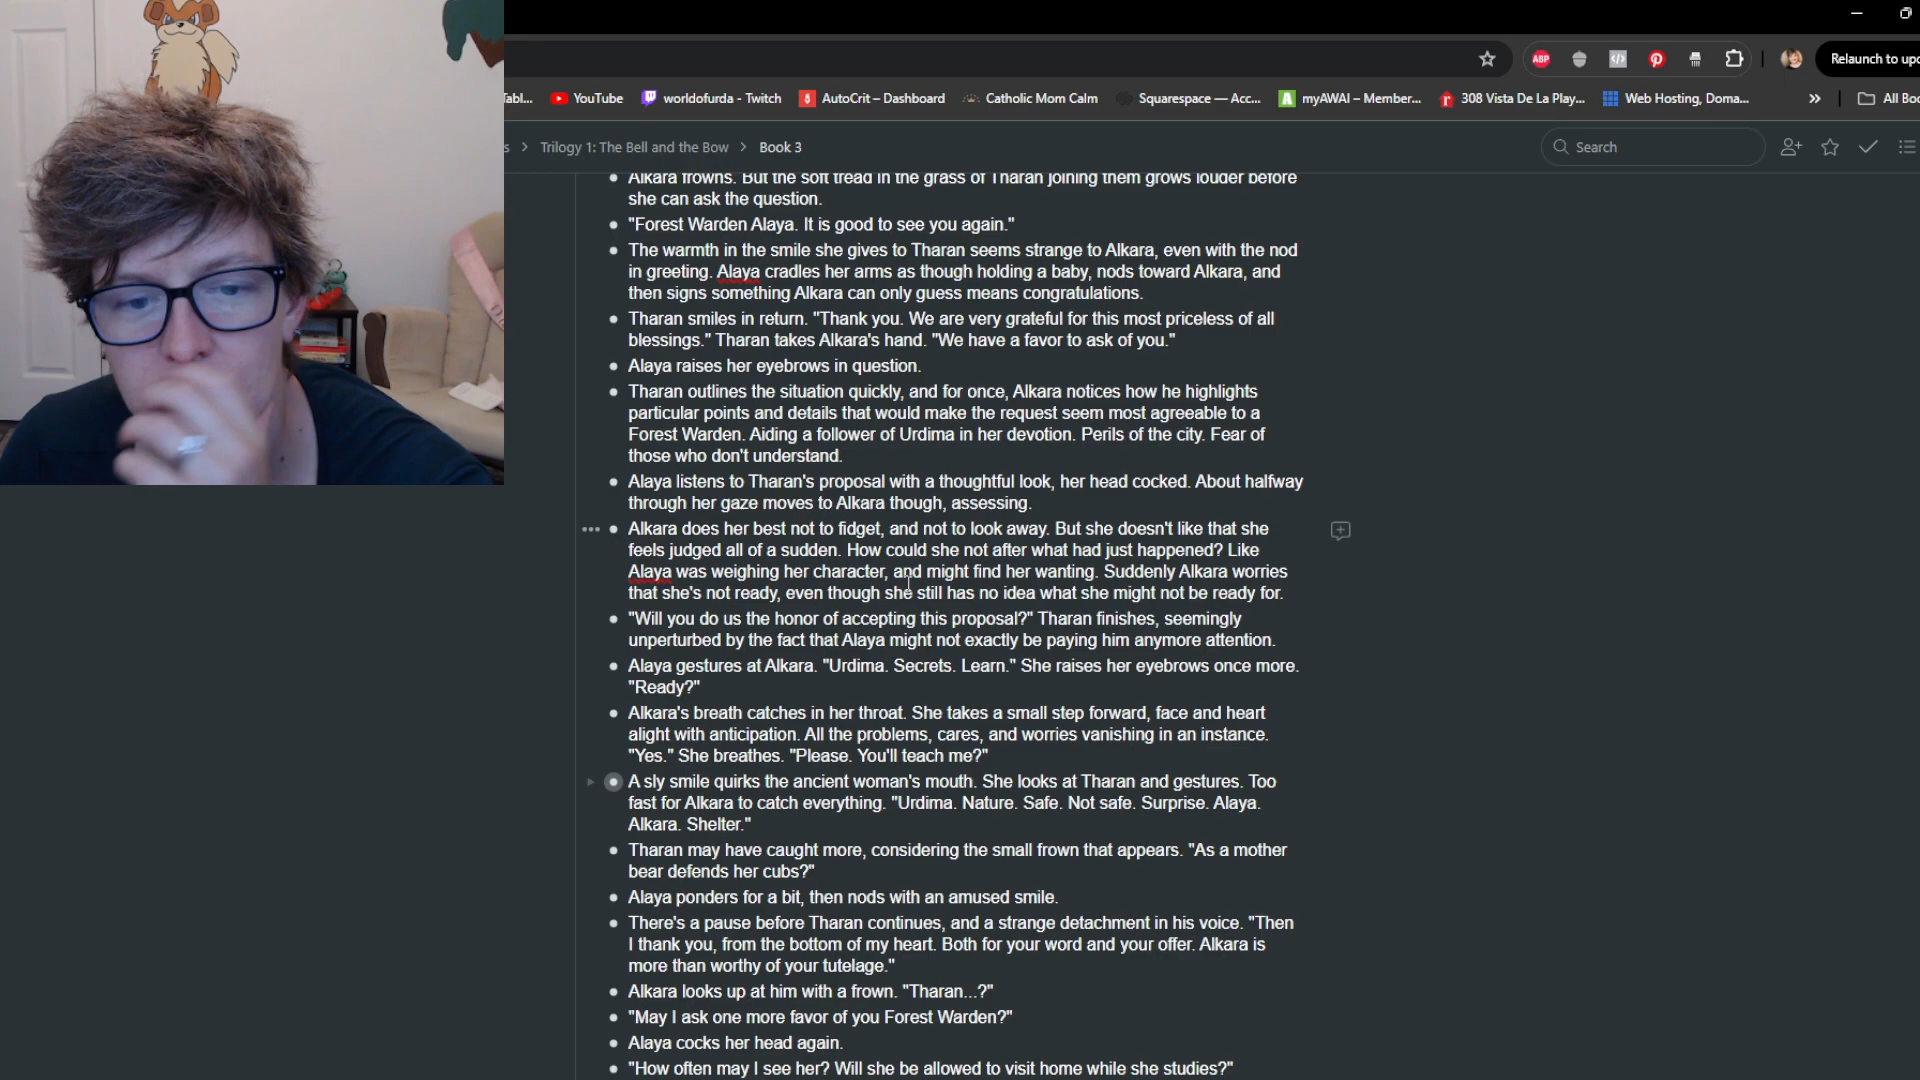 Relaunch to upd
Tabl...
YouTube
worldofurda - Twitch
AutoCrit – Dashboard
Catholic Mom Calm
Squarespace — Acc...
myAWAI – Member...
308 Vista De La Play...
Web Hosting, Doma...
»
All Boo
s > Trilogy 1: The Bell and the Bow > Book 3
Search
Alkara frowns. But the soft tread in the grass of Tharan joining them grows louder before
she can ask the question.
"Forest Warden Alaya. It is good to see you again."
The warmth in the smile she gives to Tharan seems strange to Alkara, even with the nod
in greeting. Alaya cradles her arms as though holding a baby, nods toward Alkara, and
then signs something Alkara can only guess means congratulations.
Tharan smiles in return. "Thank you. We are very grateful for this most priceless of all
blessings." Tharan takes Alkara's hand. "We have a favor to ask of you."
Alaya raises her eyebrows in question.
Tharan outlines the situation quickly, and for once, Alkara notices how he highlights
particular points and details that would make the request seem most agreeable to a
Forest Warden. Aiding a follower of Urdima in her devotion. Perils of the city. Fear of
those who don't understand.
Alaya listens to Tharan's proposal with a thoughtful look, her head cocked. About halfway
through her gaze moves to Alkara though, assessing.
Alkara does her best not to fidget, and not to look away. But she doesn't like that she
feels judged all of a sudden. How could she not after what had just happened? Like
Alaya was weighing her character, and might find her wanting. Suddenly Alkara worries
that she's not ready, even though she still has no idea what she might not be ready for.
"Will you do us the honor of accepting this proposal?" Tharan finishes, seemingly
unperturbed by the fact that Alaya might not exactly be paying him anymore attention.
Alaya gestures at Alkara. "Urdima. Secrets. Learn." She raises her eyebrows once more.
"Ready?"
Alkara's breath catches in her throat. She takes a small step forward, face and heart
alight with anticipation. All the problems, cares, and worries vanishing in an instance.
"Yes." She breathes. "Please. You'll teach me?"
A sly smile quirks the ancient woman's mouth. She looks at Tharan and gestures. Too
fast for Alkara to catch everything. "Urdima. Nature. Safe. Not safe. Surprise. Alaya.
Alkara. Shelter."
Tharan may have caught more, considering the small frown that appears. "As a mother
bear defends her cubs?"
Alaya ponders for a bit, then nods with an amused smile.
There's a pause before Tharan continues, and a strange detachment in his voice. "Then
I thank you, from the bottom of my heart. Both for your word and your offer. Alkara is
more than worthy of your tutelage."
Alkara looks up at him with a frown. "Tharan...?"
"May I ask one more favor of you Forest Warden?"
Alaya cocks her head again.
"How often may I see her? Will she be allowed to visit home while she studies?"